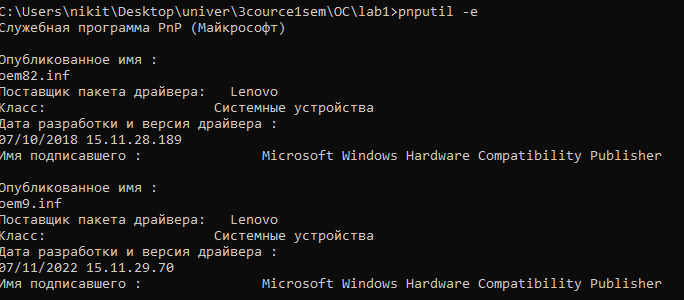 C:\Users\nikit\Desktop\univer\3cource1sem\OC\lab1>pnputil -e
Служебная программа PnP (Майкрософт)
Опубликованное имя :
oem82.inf
Поставщик пакета драйвера:   Lenovo
Класс:                     Системные устройства
Дата разработки и версия драйвера :
07/10/2018 15.11.28.189
Имя подписавшего :               Microsoft Windows Hardware Compatibility Publisher
Опубликованное имя :
oem9.inf
Поставщик пакета драйвера:   Lenovo
Класс:                     Системные устройства
Дата разработки и версия драйвера :
07/11/2022 15.11.29.70
Имя подписавшего :               Microsoft Windows Hardware Compatibility Publisher